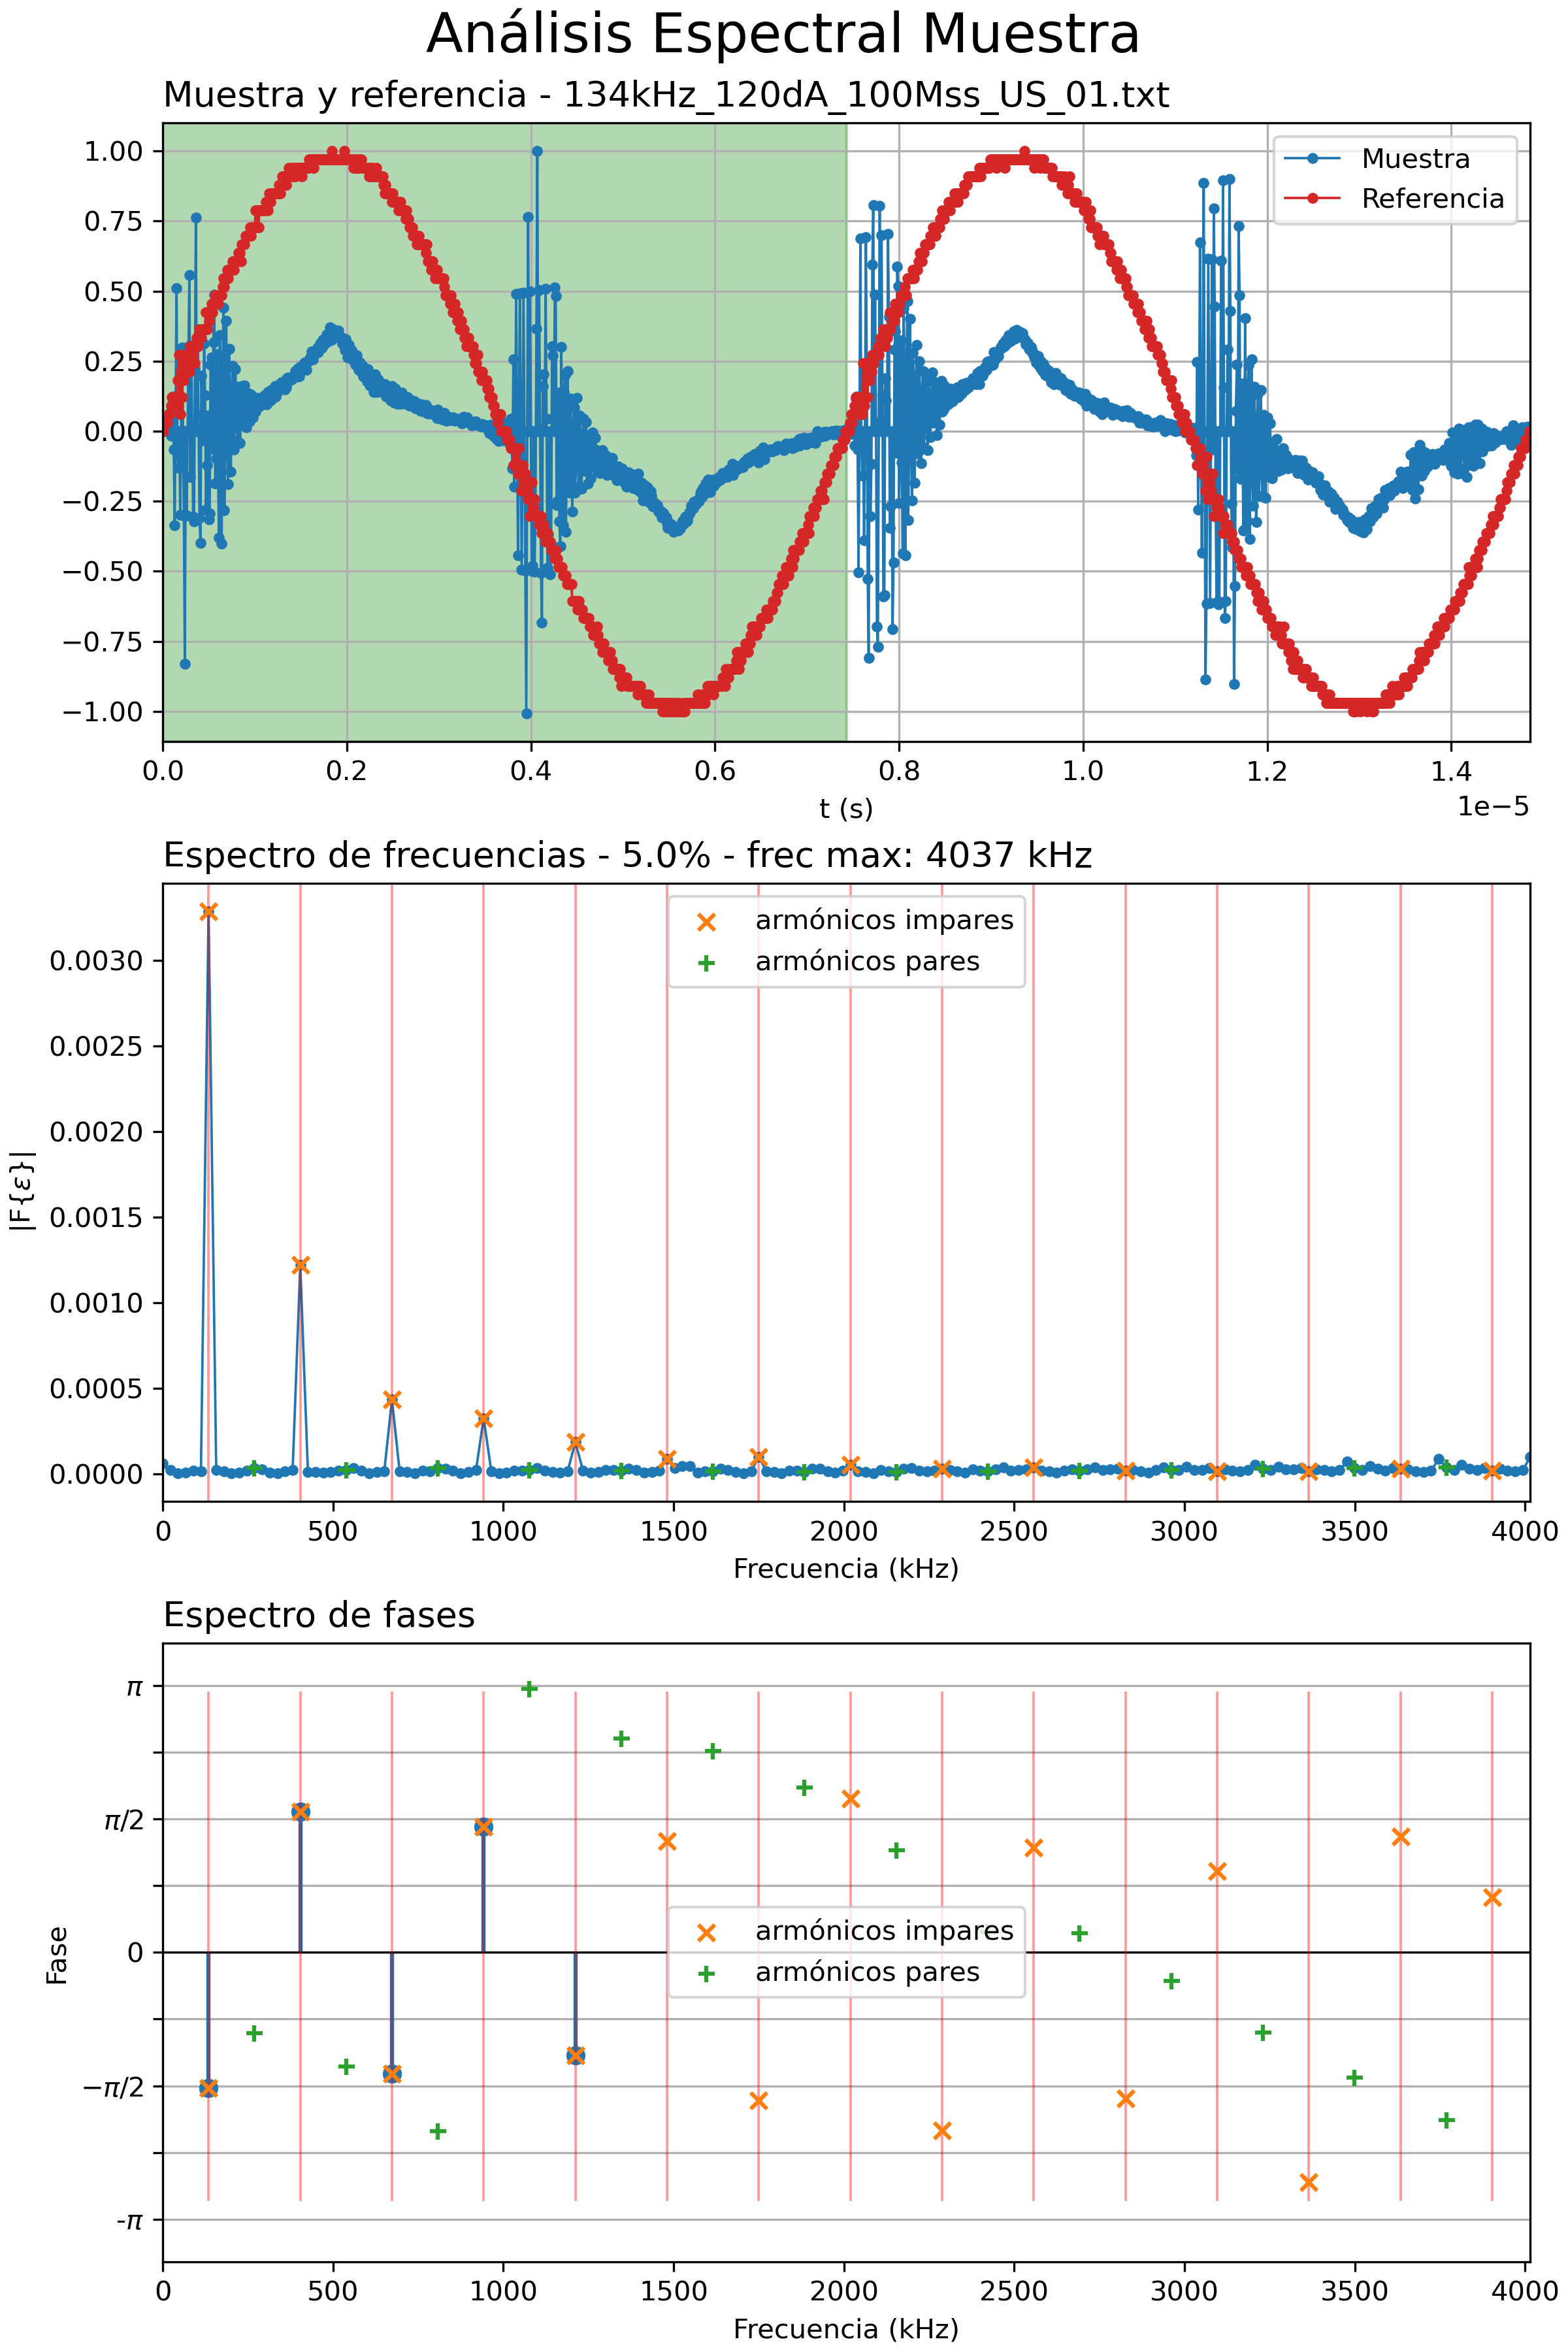 Análisis Espectral Muestra
Muestra y referencia - 134kHz_120dA_100Mss_US_01.txt
1.00
0.75
0.50
0.25
0.00
−0.25
−0.50
−0.75
−1.00
Muestra
Referencia
0.0 0.2 0.4 0.6 0.8 1.0 1.2 1.4
1e−5
t (s)
Espectro de frecuencias - 5.0% - frec max: 4037 kHz
armónicos impares
armónicos pares
0.0030
0.0025
0.0020
0.0015
0.0010
0.0005
0.0000
|F{ε}|
0 500 1000 1500 2000 2500 3000 3500 4000
Frecuencia (kHz)
Espectro de fases
π
π/2
0
−π/2
-π
Fase
armónicos impares
armónicos pares
0 500 1000 1500 2000 2500 3000 3500 4000
Frecuencia (kHz)